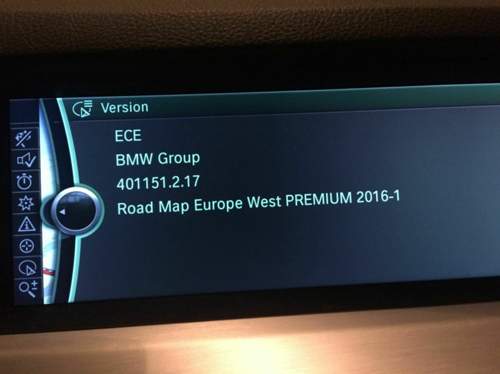 Version
ECE
BMW Group
401151.2.17
Road Map Europe West PREMIUM 2016-1